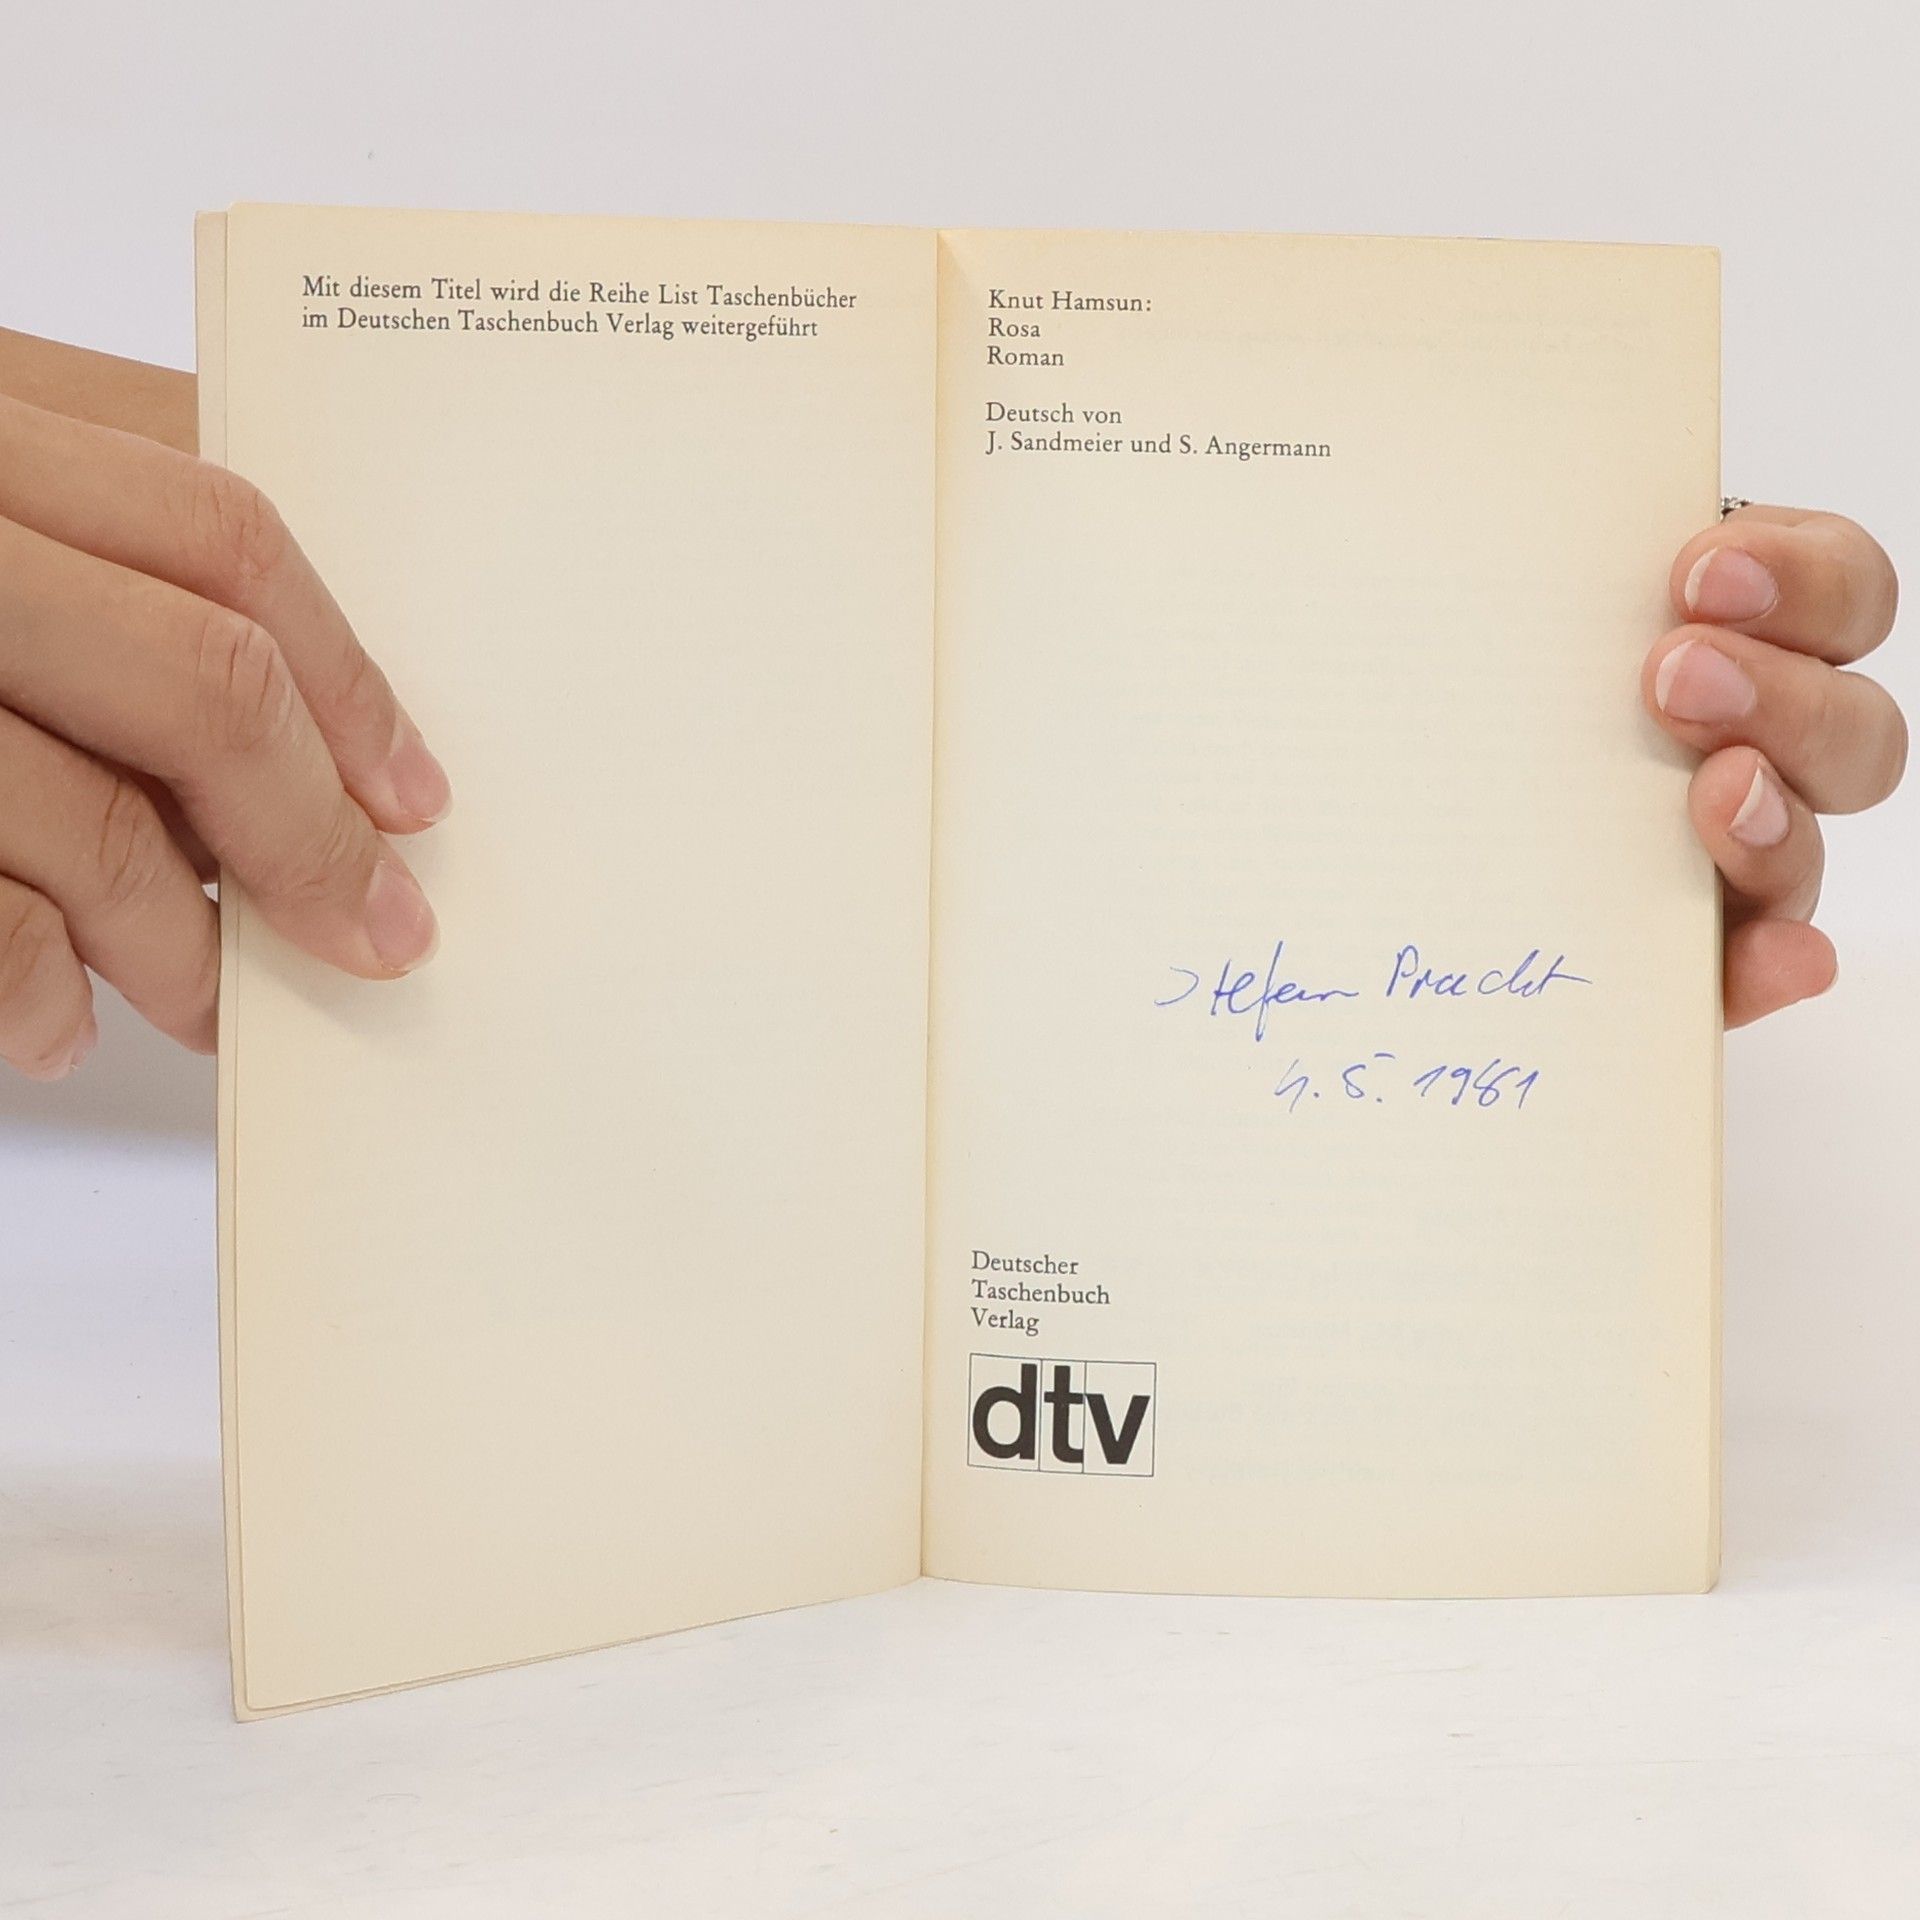 Mit diesem Titel wird die Reihe List Taschenbücher
im Deutschen Taschenbuch Verlag weitergeführt
Knut Hamsun:
Rosa
Roman
Deutsch von
J. Sandmeier und S. Angermann
Stefan Pracht
4. 5. 1981
Deutscher
Taschenbuch
Verlag
dtv